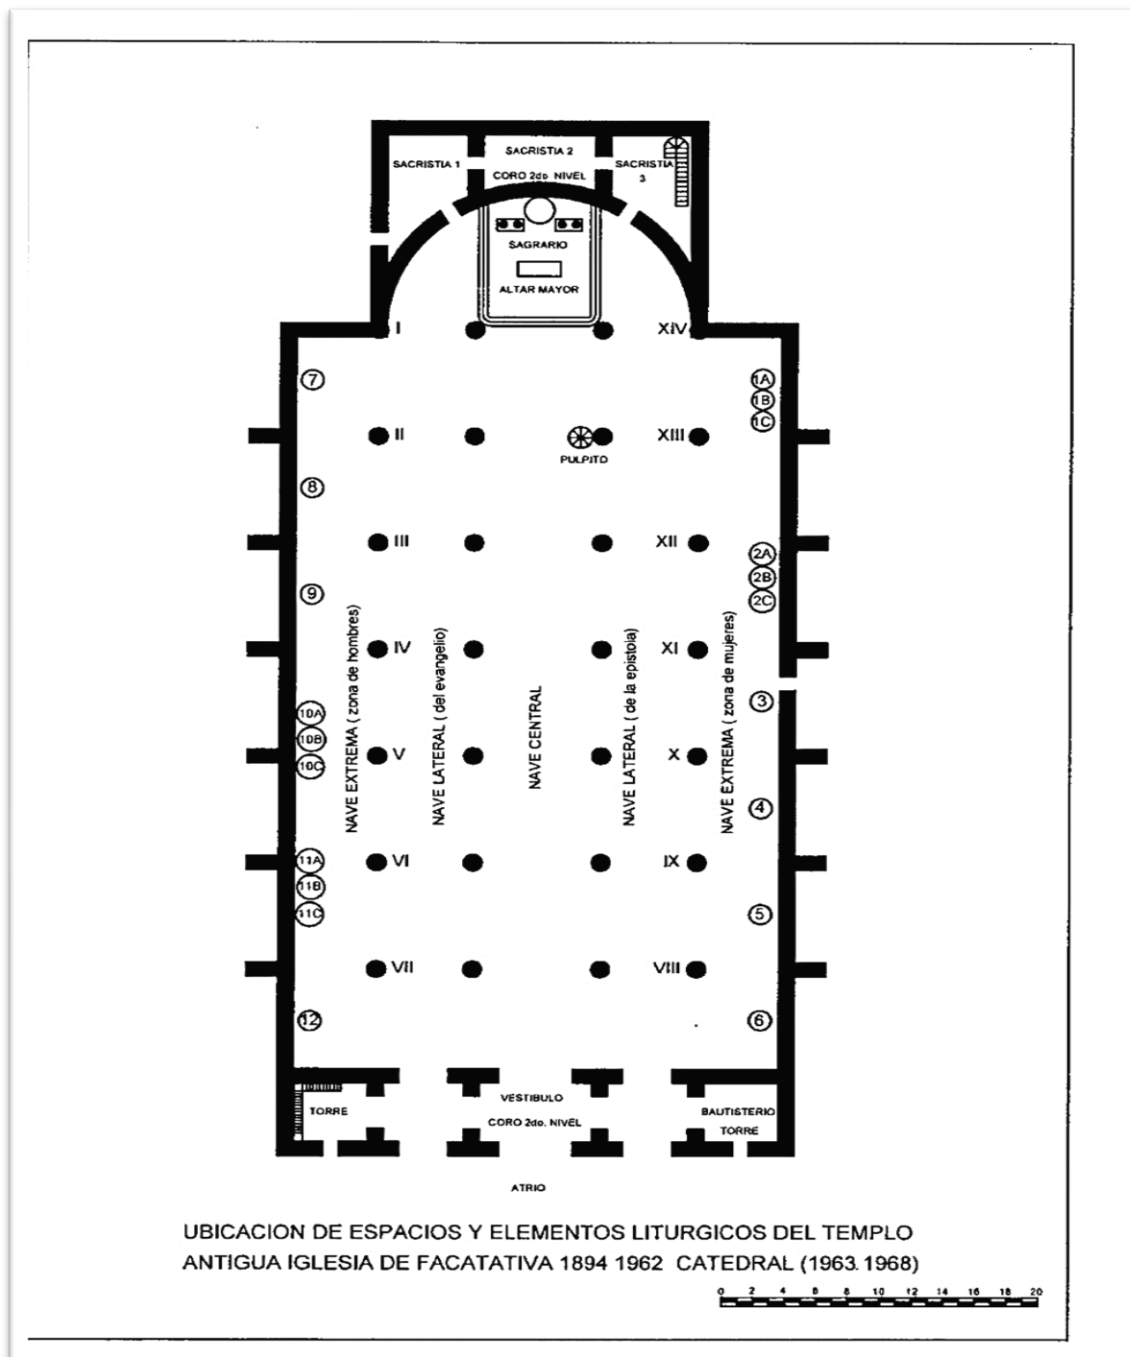 SACRISTIA 1
SACRISTIA 2
SACRISTIA
3
CORO 2do. NIVEL
SAGRARIO
ALTAR MAYOR
I
XIV
7
1A
1B
1C
II
XIII
PULPITO
8
III
XII
2A
2B
2C
9
IV
XI
NAVE EXTREMA ( zona de hombres)
NAVE LATERAL ( del evangelio)
NAVE CENTRAL
NAVE LATERAL ( de la epistola)
NAVE EXTREMA ( zona de mujeres)
3
10A
10B
10C
V
X
4
11A
11B
11C
VI
IX
5
VII
VIII
12
6
TORRE
VESTIBULO
CORO 2do. NIVEL
BAUTISTERIO
TORRE
ATRIO
UBICACION DE ESPACIOS Y ELEMENTOS LITURGICOS DEL TEMPLO
ANTIGUA IGLESIA DE FACATATIVA 1894 1962 CATEDRAL (1963.1968)
0 2 4 6 8 10 12 14 16 18 20